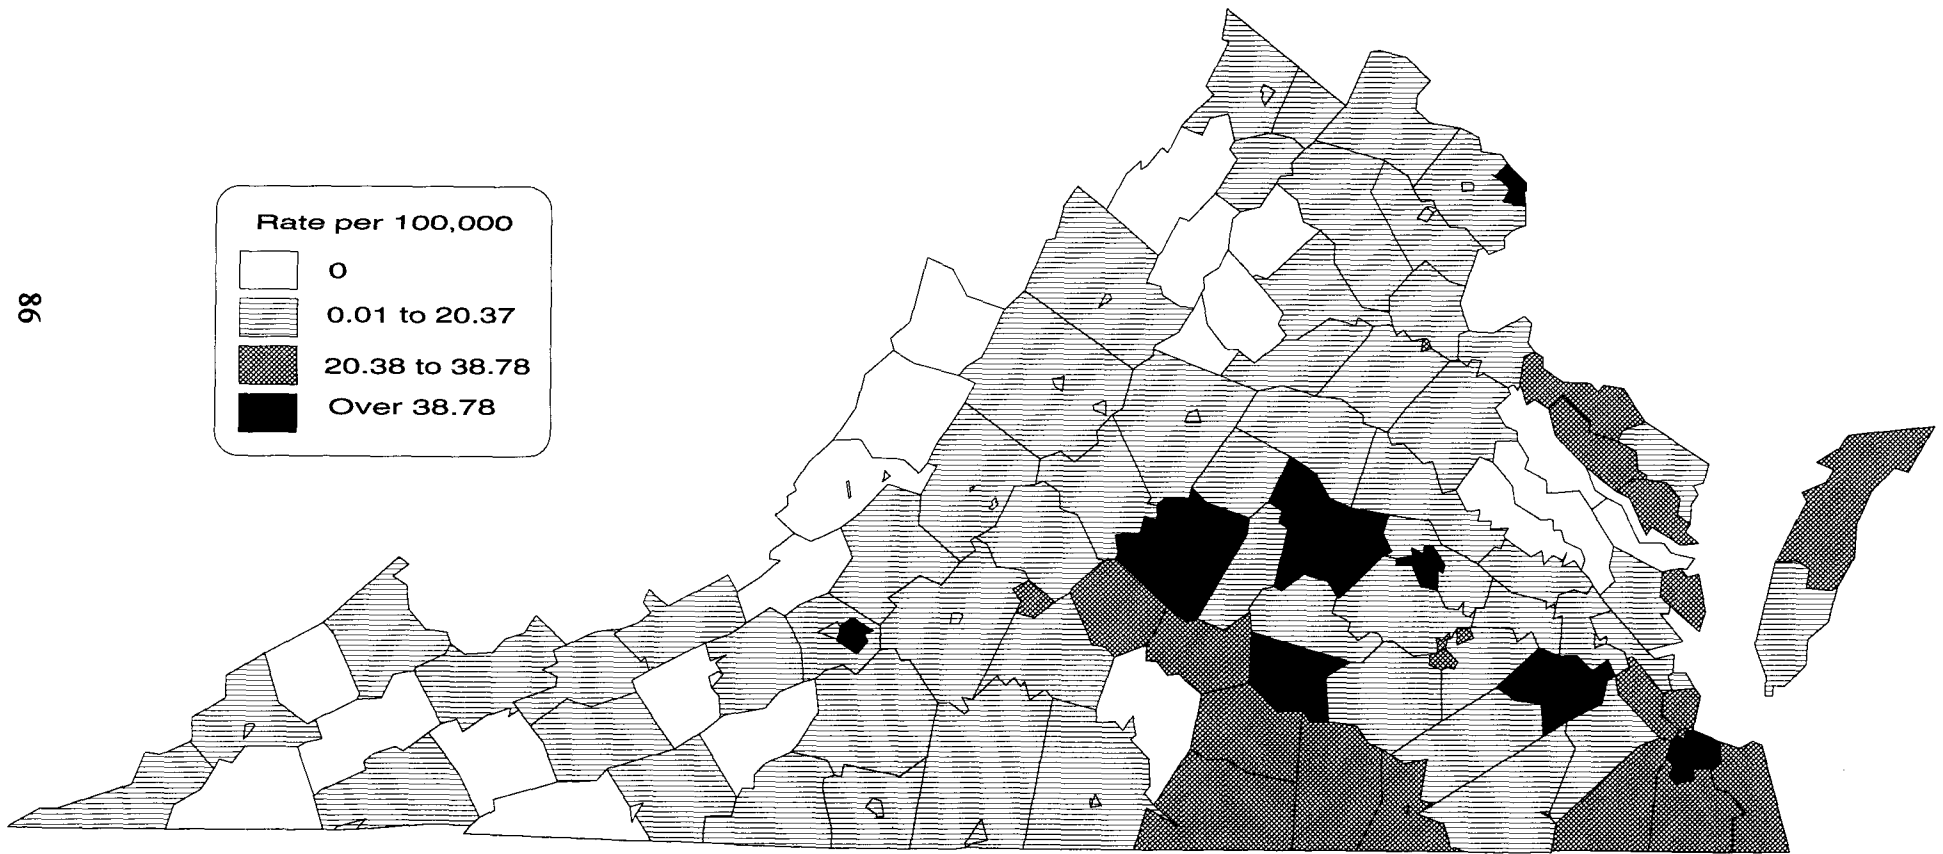 86
Rate per 100,000
0
0.01 to 20.37
20.38 to 38.78
Over 38.78